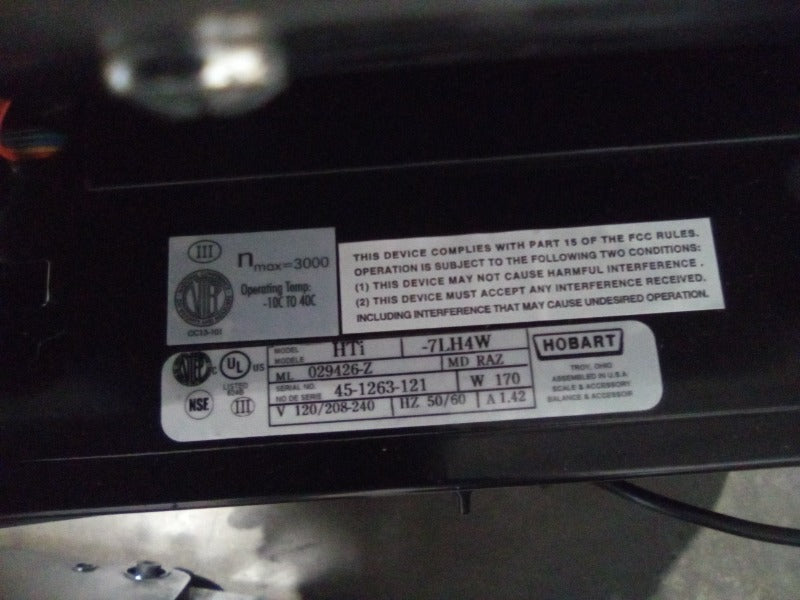 III
nmax=3000
NTEP
Operating Temp:
-10C TO 40C
THIS DEVICE COMPLIES WITH PART 15 OF THE FCC RULES.
OPERATION IS SUBJECT TO THE FOLLOWING TWO CONDITIONS:
(1) THIS DEVICE MAY NOT CAUSE HARMFUL INTERFERENCE .
(2) THIS DEVICE MUST ACCEPT ANY INTERFERENCE RECEIVED.
INCLUDING INTERFERENCE THAT MAY CAUSE UNDESIRED OPERATION.
C UL US
LISTED
NSF
III
MODEL
MODELE
HTi -7LH4W
ML 029426-Z MD RAZ
SERIAL NO.
NO DE SERIE
45-1263-121 W 170
V 120/208-240 HZ 50/60 A 1.42
HOBART
TROY, OHIO
ASSEMBLED IN U.S.A
SCALE & ACCESSORY
BALANCE & ACCESSOIR